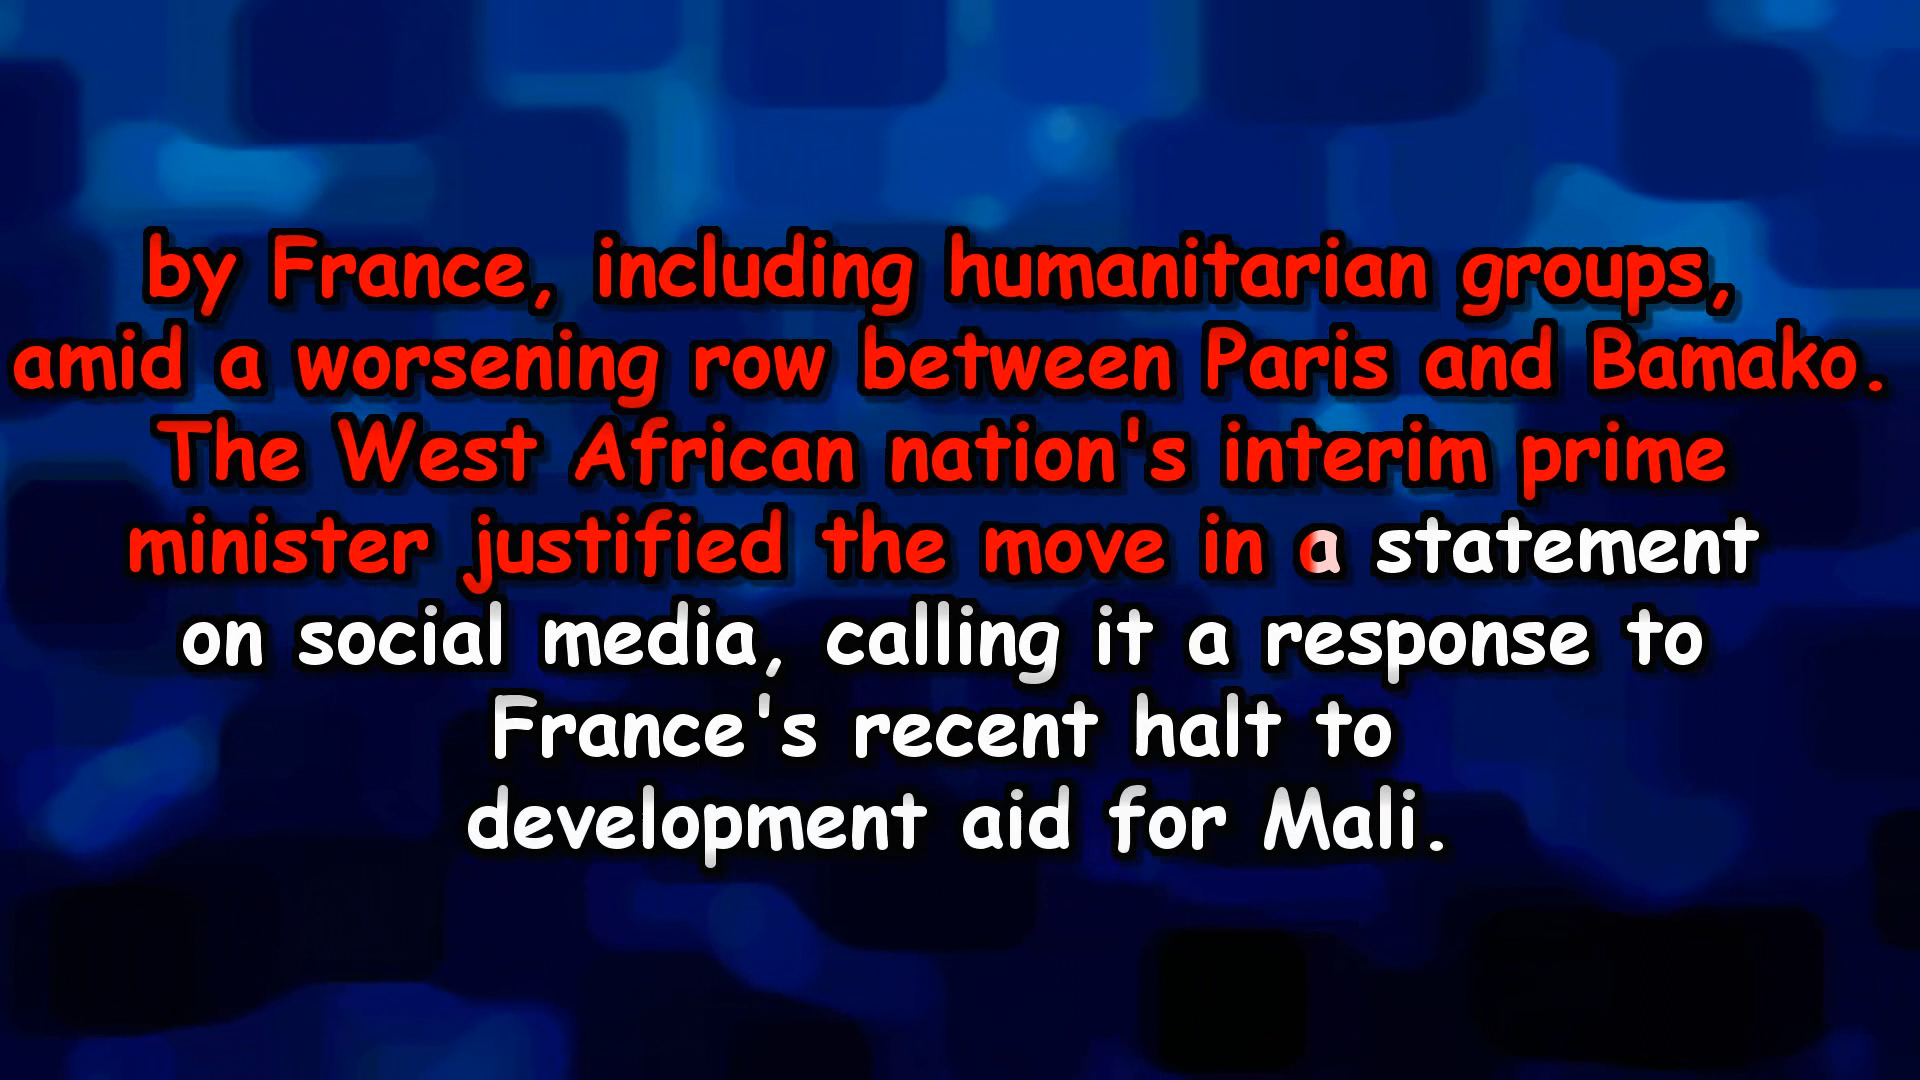 by France, including humanitarian groups,
amid a worsening row between Paris and Bamako.
The West African nation's interim prime
minister justified the move in a statement
on social media, calling it a response to
France's recent halt to
development aid for Mali.